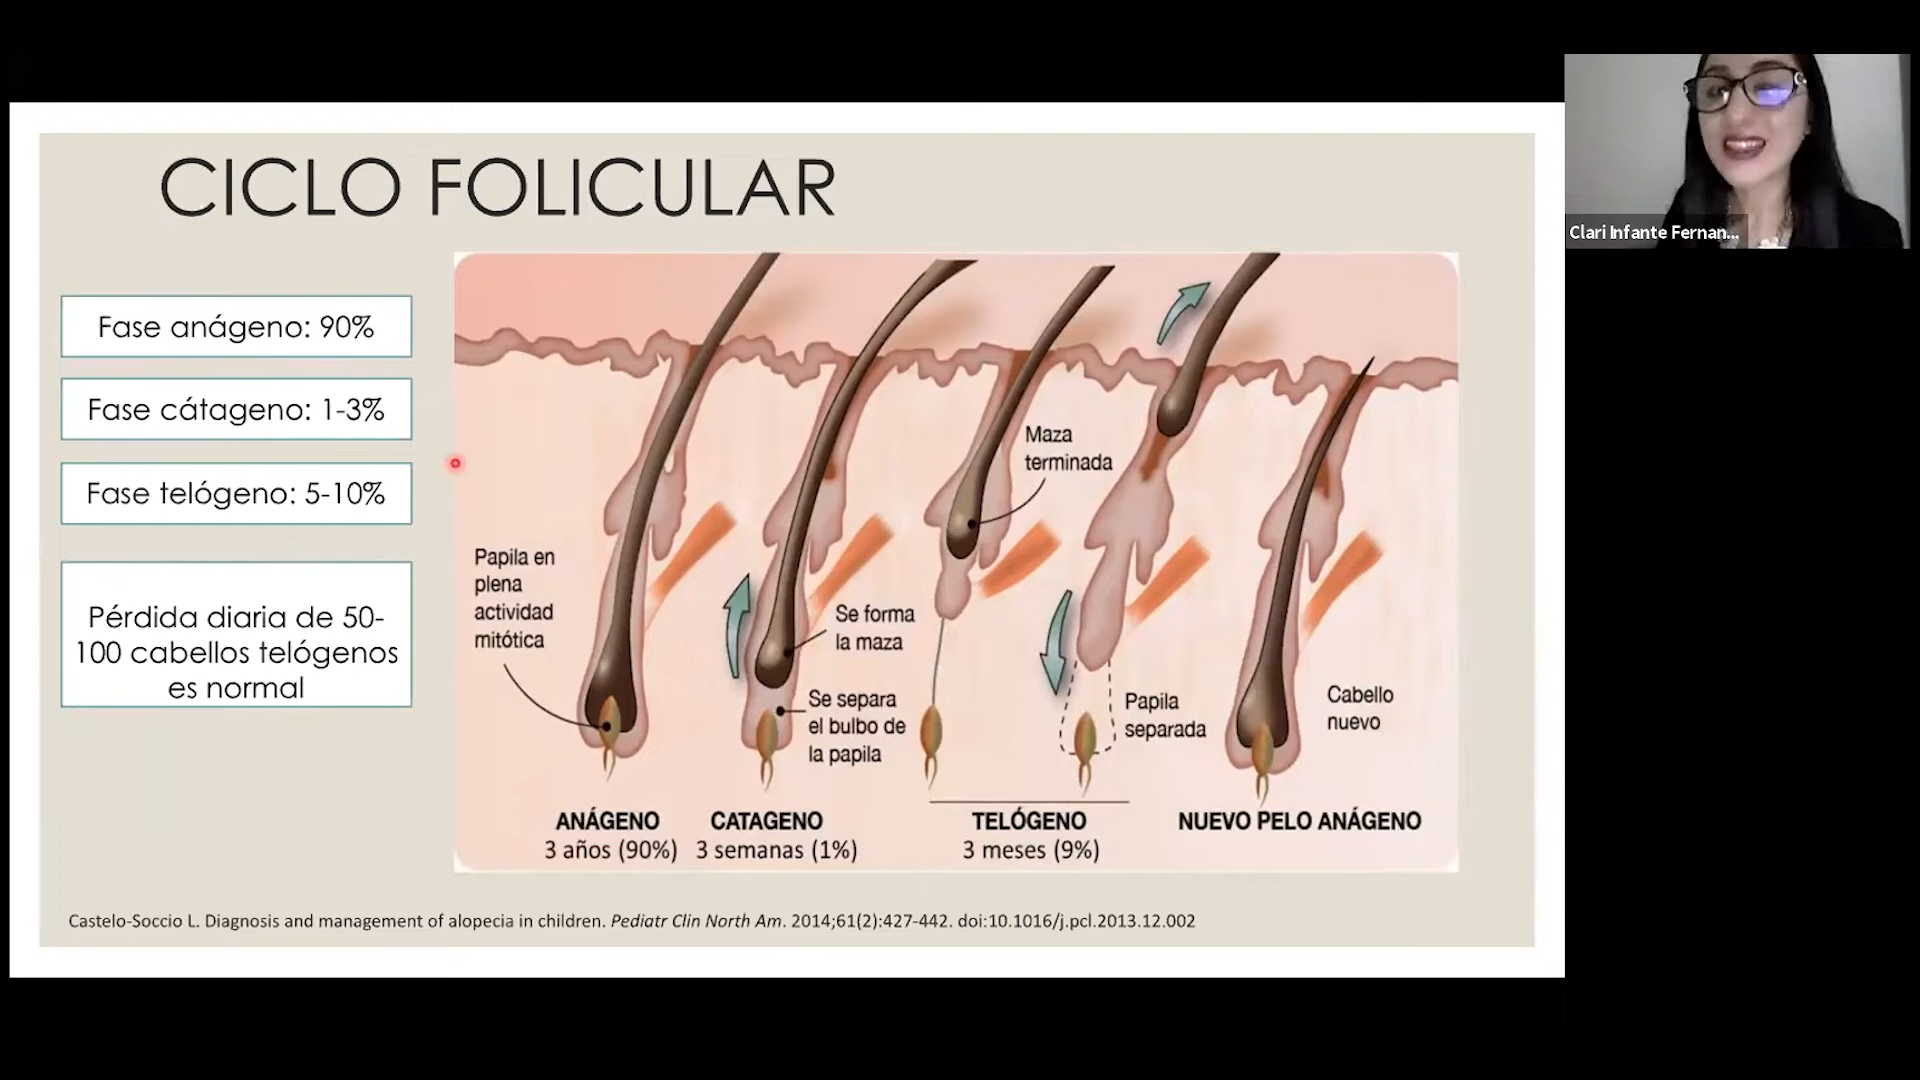 CICLO FOLICULAR
Fase anágeno: 90%
Fase cátageno: 1-3%
Fase telógeno: 5-10%
Pérdida diaria de 50-
100 cabellos telógenos
es normal
Papila en
plena
actividad
mitótica
Se forma
la maza
Se separa
el bulbo de
la papila
Maza
terminada
Papila
separada
Cabello
nuevo
ANÁGENO
3 años (90%)
CATAGENO
3 semanas (1%)
TELÓGENO
3 meses (9%)
NUEVO PELO ANÁGENO
Castelo-Soccio L. Diagnosis and management of alopecia in children. Pediatr Clin North Am. 2014;61(2):427-442. doi:10.1016/j.pcl.2013.12.002
Clari Infante Fernan...